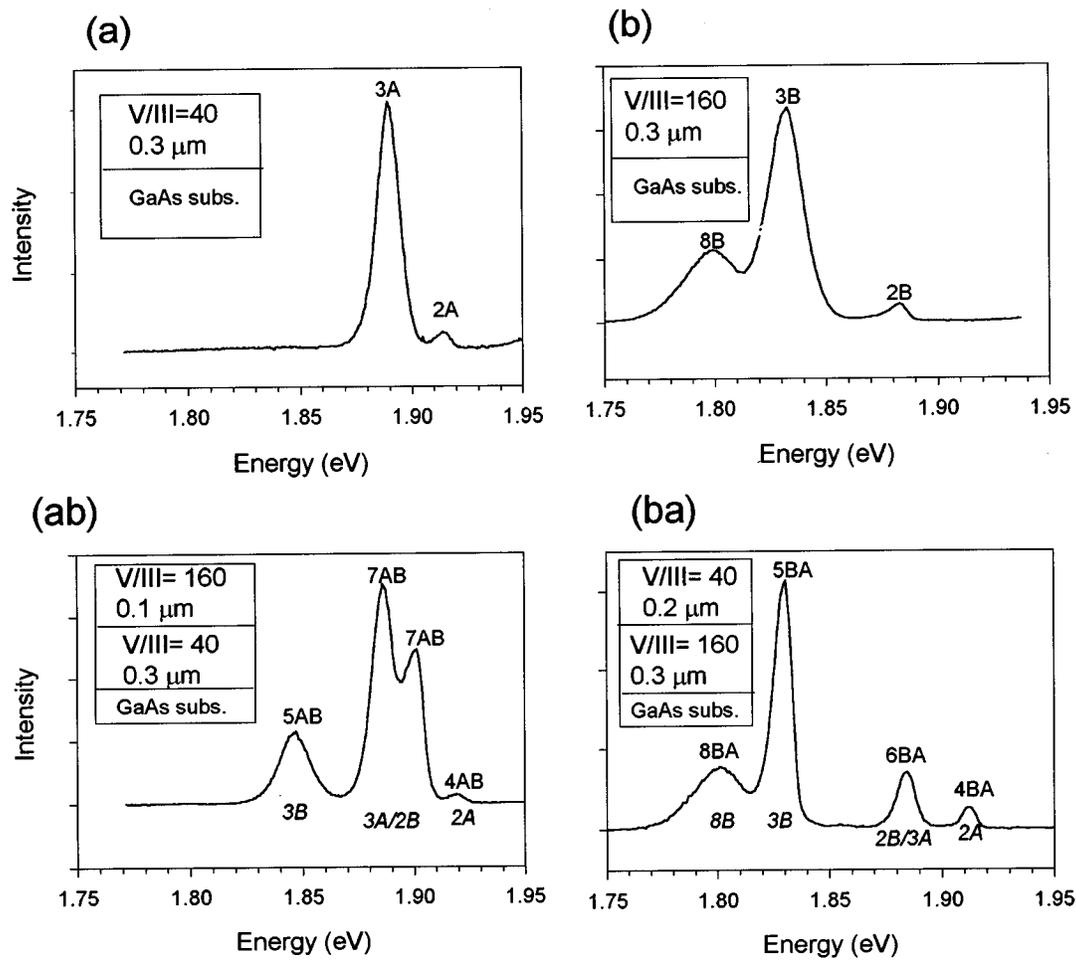 (a)
V/III=40
0.3 μm
GaAs subs.
3A
2A
Intensity
1.75 1.80 1.85 1.90 1.95
Energy (eV)
(b)
V/III=160
0.3 μm
GaAs subs.
3B
8B
2B
1.75 1.80 1.85 1.90 1.95
Energy (eV)
(ab)
V/III= 160
0.1 μm
V/III= 40
0.3 μm
GaAs subs.
7AB
7AB
5AB
4AB
3B
3A/2B
2A
Intensity
1.75 1.80 1.85 1.90 1.95
Energy (eV)
(ba)
V/III= 40
0.2 μm
V/III= 160
0.3 μm
GaAs subs.
5BA
8BA
6BA
4BA
8B
3B
2B/3A
2A
1.75 1.80 1.85 1.90 1.95
Energy (eV)